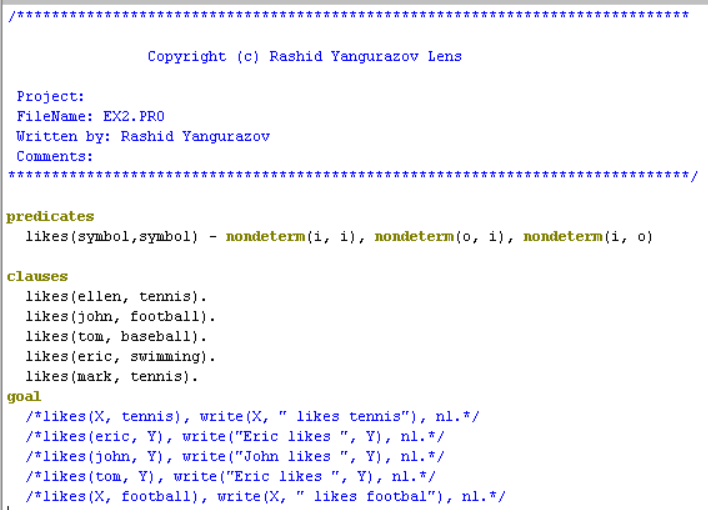 /******************************************************************************
Copyright (c) Rashid Yangurazov Lens
Project:
FileName: EX2.PRO
Written by: Rashid Yangurazov
Comments:
******************************************************************************/
predicates
likes(symbol,symbol) - nondeterm(i, i), nondeterm(o, i), nondeterm(i, o)
clauses
likes(ellen, tennis).
likes(john, football).
likes(tom, baseball).
likes(eric, swimming).
likes(mark, tennis).
goal
/*likes(X, tennis), write(X, " likes tennis"), nl.*/
/*likes(eric, Y), write("Eric likes ", Y), nl.*/
/*likes(john, Y), write("John likes ", Y), nl.*/
/*likes(tom, Y), write("Eric likes ", Y), nl.*/
/*likes(X, football), write(X, " likes footbal"), nl.*/